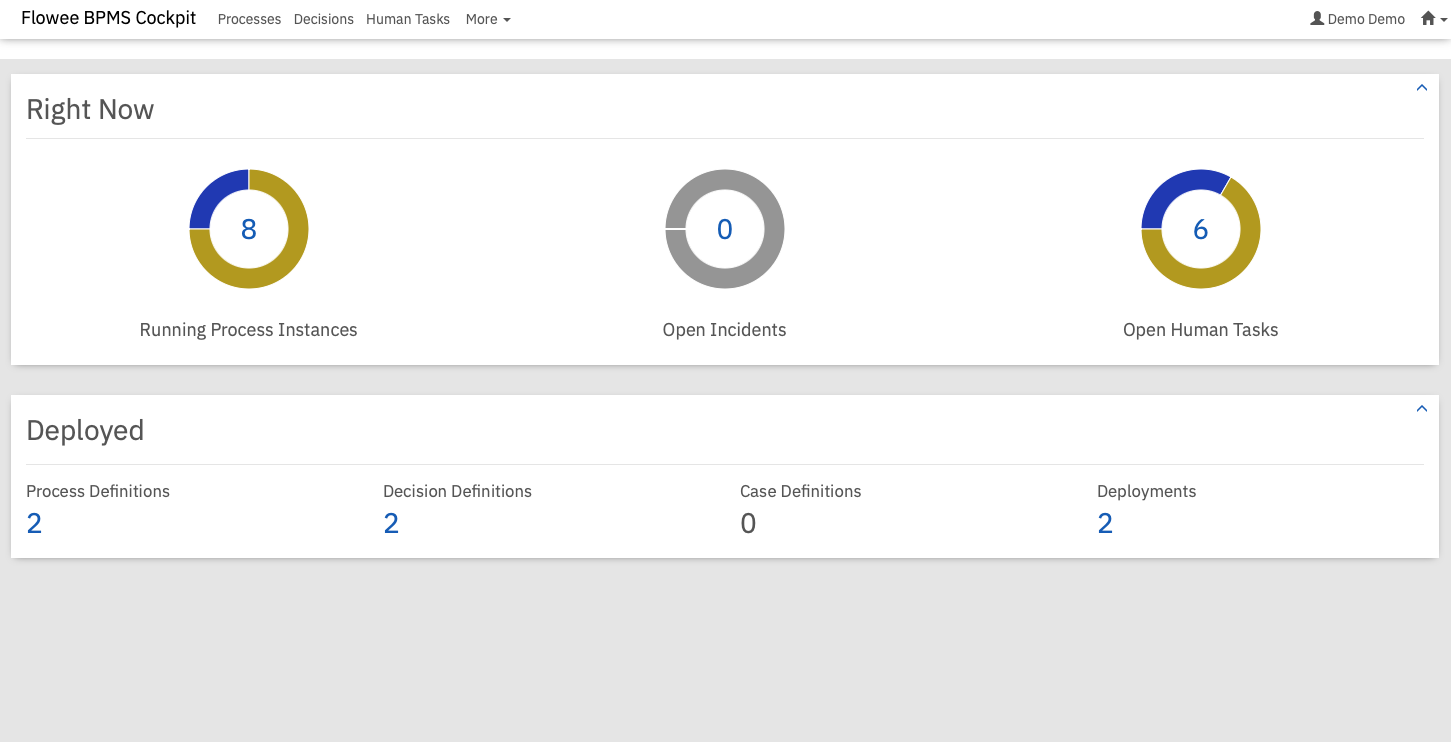 Flowee BPMS Cockpit Processes Decisions Human Tasks More Demo Demo
Right Now
8 0 6
Running Process Instances Open Incidents Open Human Tasks
Deployed
Process Definitions Decision Definitions Case Definitions Deployments
2 2 0 2